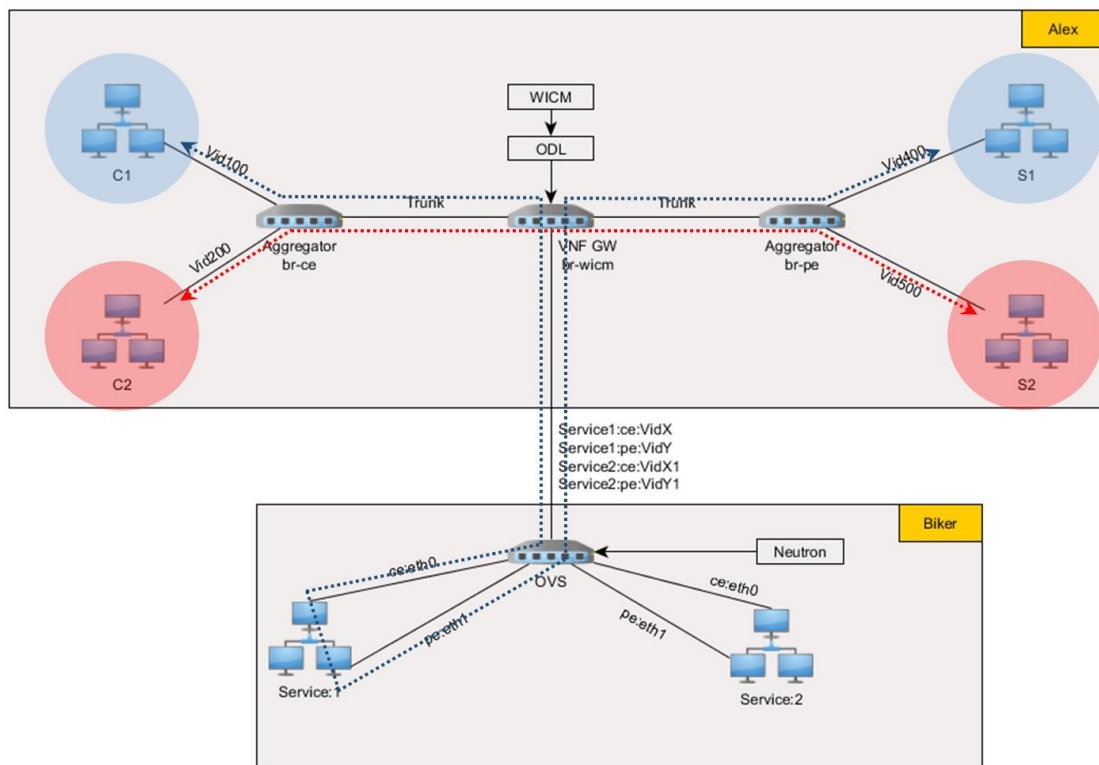 Alex
WICM
ODL
C1
Vid100
Vid400
S1
Trunk
Trunk
Aggregator
br-ce
VNF GW
br-wicm
Aggregator
br-pe
Vid200
Vid500
C2
S2
Service1:ce:VidX
Service1:pe:VidY
Service2:ce:VidX1
Service2:pe:VidY1
Biker
Neutron
OVS
ce:eth0
ce:eth0
pe:eth1
pe:eth1
Service:1
Service:2